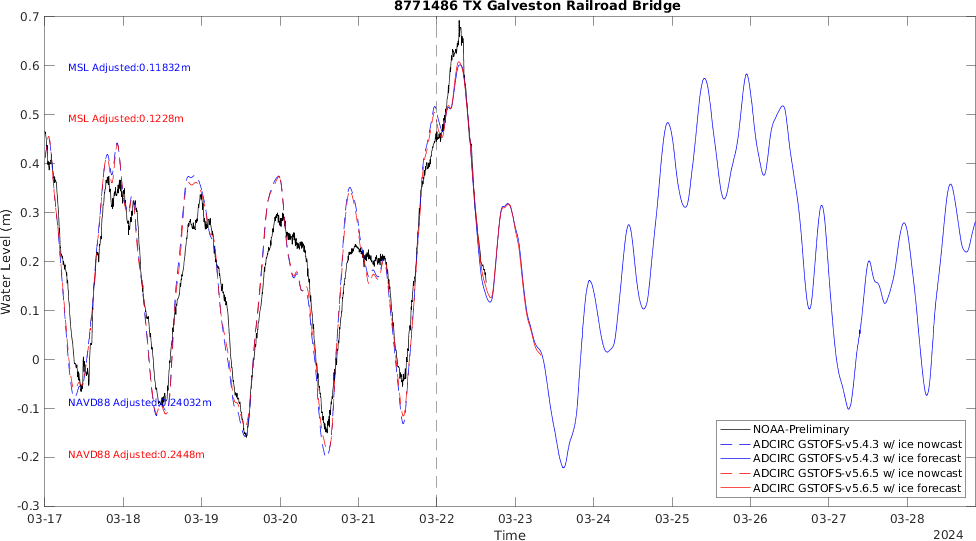 8771486 TX Galveston Railroad Bridge
0.7
0.6
0.5
0.4
0.3
0.2
0.1
0
-0.1
-0.2
-0.3
Water Level (m)
MSL Adjusted:0.11832m
MSL Adjusted:0.1228m
NAVD88 Adjusted:0.24032m
NAVD88 Adjusted:0.2448m
NOAA-Preliminary
ADCIRC GSTOFS-v5.4.3 w/ ice nowcast
ADCIRC GSTOFS-v5.4.3 w/ ice forecast
ADCIRC GSTOFS-v5.6.5 w/ ice nowcast
ADCIRC GSTOFS-v5.6.5 w/ ice forecast
03-17 03-18 03-19 03-20 03-21 03-22 03-23 03-24 03-25 03-26 03-27 03-28
Time
2024